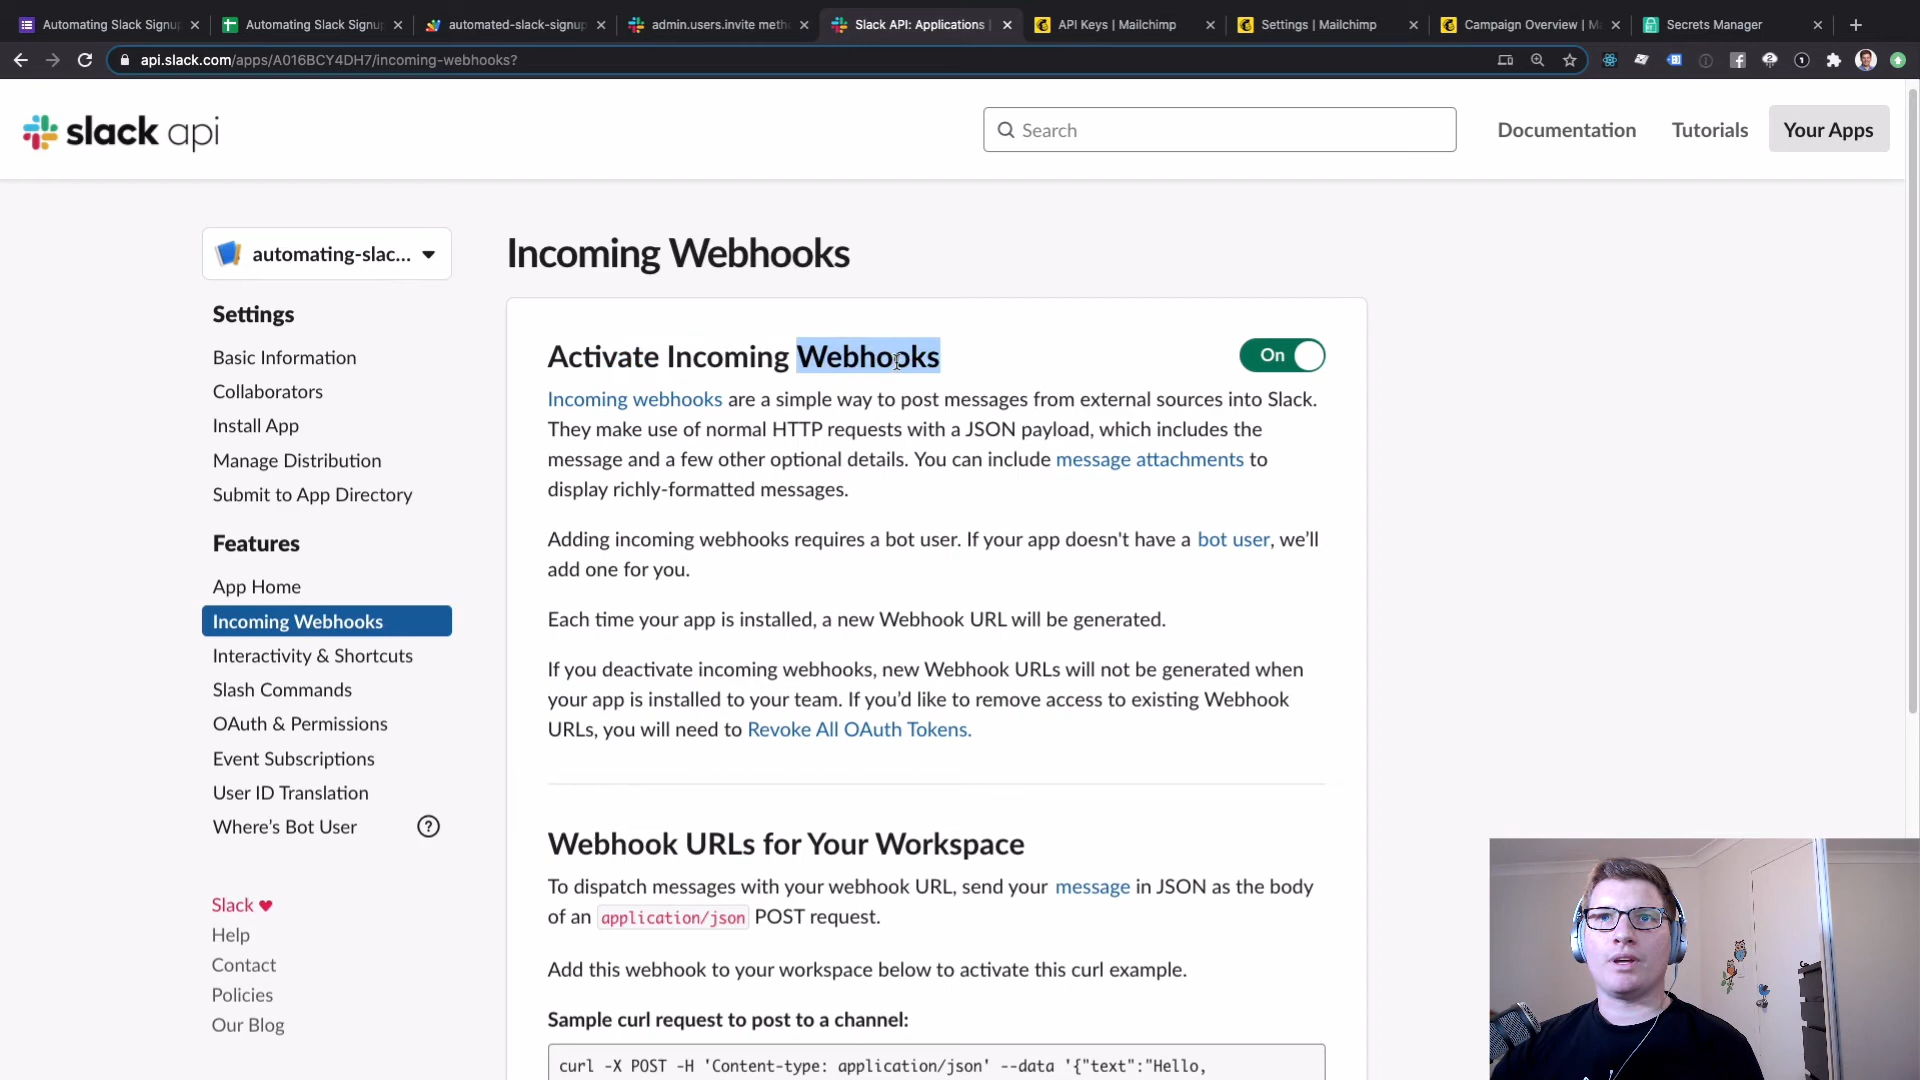 Automating Slack Signu
Automating Slack Signu
automated-slack-signup
admin.users.invite meth
Slack API: Applications
API Keys | Mailchimp
Settings | Mailchimp
Campaign Overview | M
Secrets Manager
api.slack.com/apps/A016BCY4DH7/incoming-webhooks?
slack api
Search
Documentation
Tutorials
Your Apps
automating-slac...
Settings
Basic Information
Collaborators
Install App
Manage Distribution
Submit to App Directory
Features
App Home
Incoming Webhooks
Interactivity & Shortcuts
Slash Commands
OAuth & Permissions
Event Subscriptions
User ID Translation
Where's Bot User
Slack ♥
Help
Contact
Policies
Our Blog
Incoming Webhooks
Activate Incoming Webhooks
On
Incoming webhooks are a simple way to post messages from external sources into Slack.
They make use of normal HTTP requests with a JSON payload, which includes the
message and a few other optional details. You can include message attachments to
display richly-formatted messages.
Adding incoming webhooks requires a bot user. If your app doesn't have a bot user, we'll
add one for you.
Each time your app is installed, a new Webhook URL will be generated.
If you deactivate incoming webhooks, new Webhook URLs will not be generated when
your app is installed to your team. If you'd like to remove access to existing Webhook
URLs, you will need to Revoke All OAuth Tokens.
Webhook URLs for Your Workspace
To dispatch messages with your webhook URL, send your message in JSON as the body
of an application/json POST request.
Add this webhook to your workspace below to activate this curl example.
Sample curl request to post to a channel:
curl -X POST -H 'Content-type: application/json' --data '{"text":"Hello,